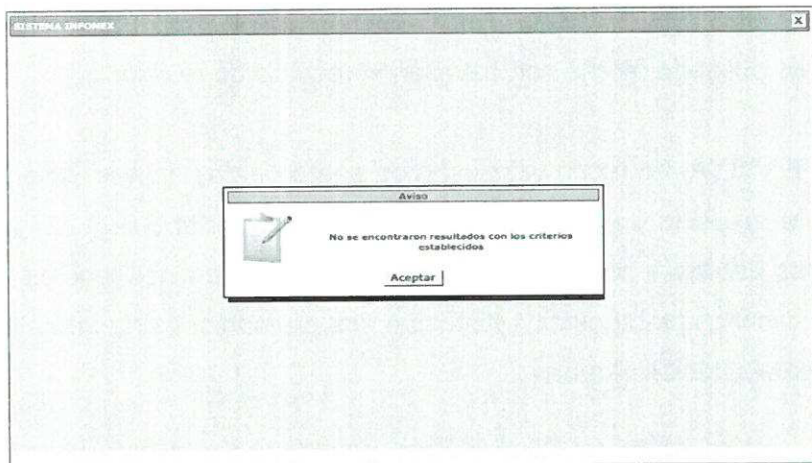 SISTEMA INFOMEX
X
Aviso
No se encontraron resultados con los criterios
establecidos
Aceptar